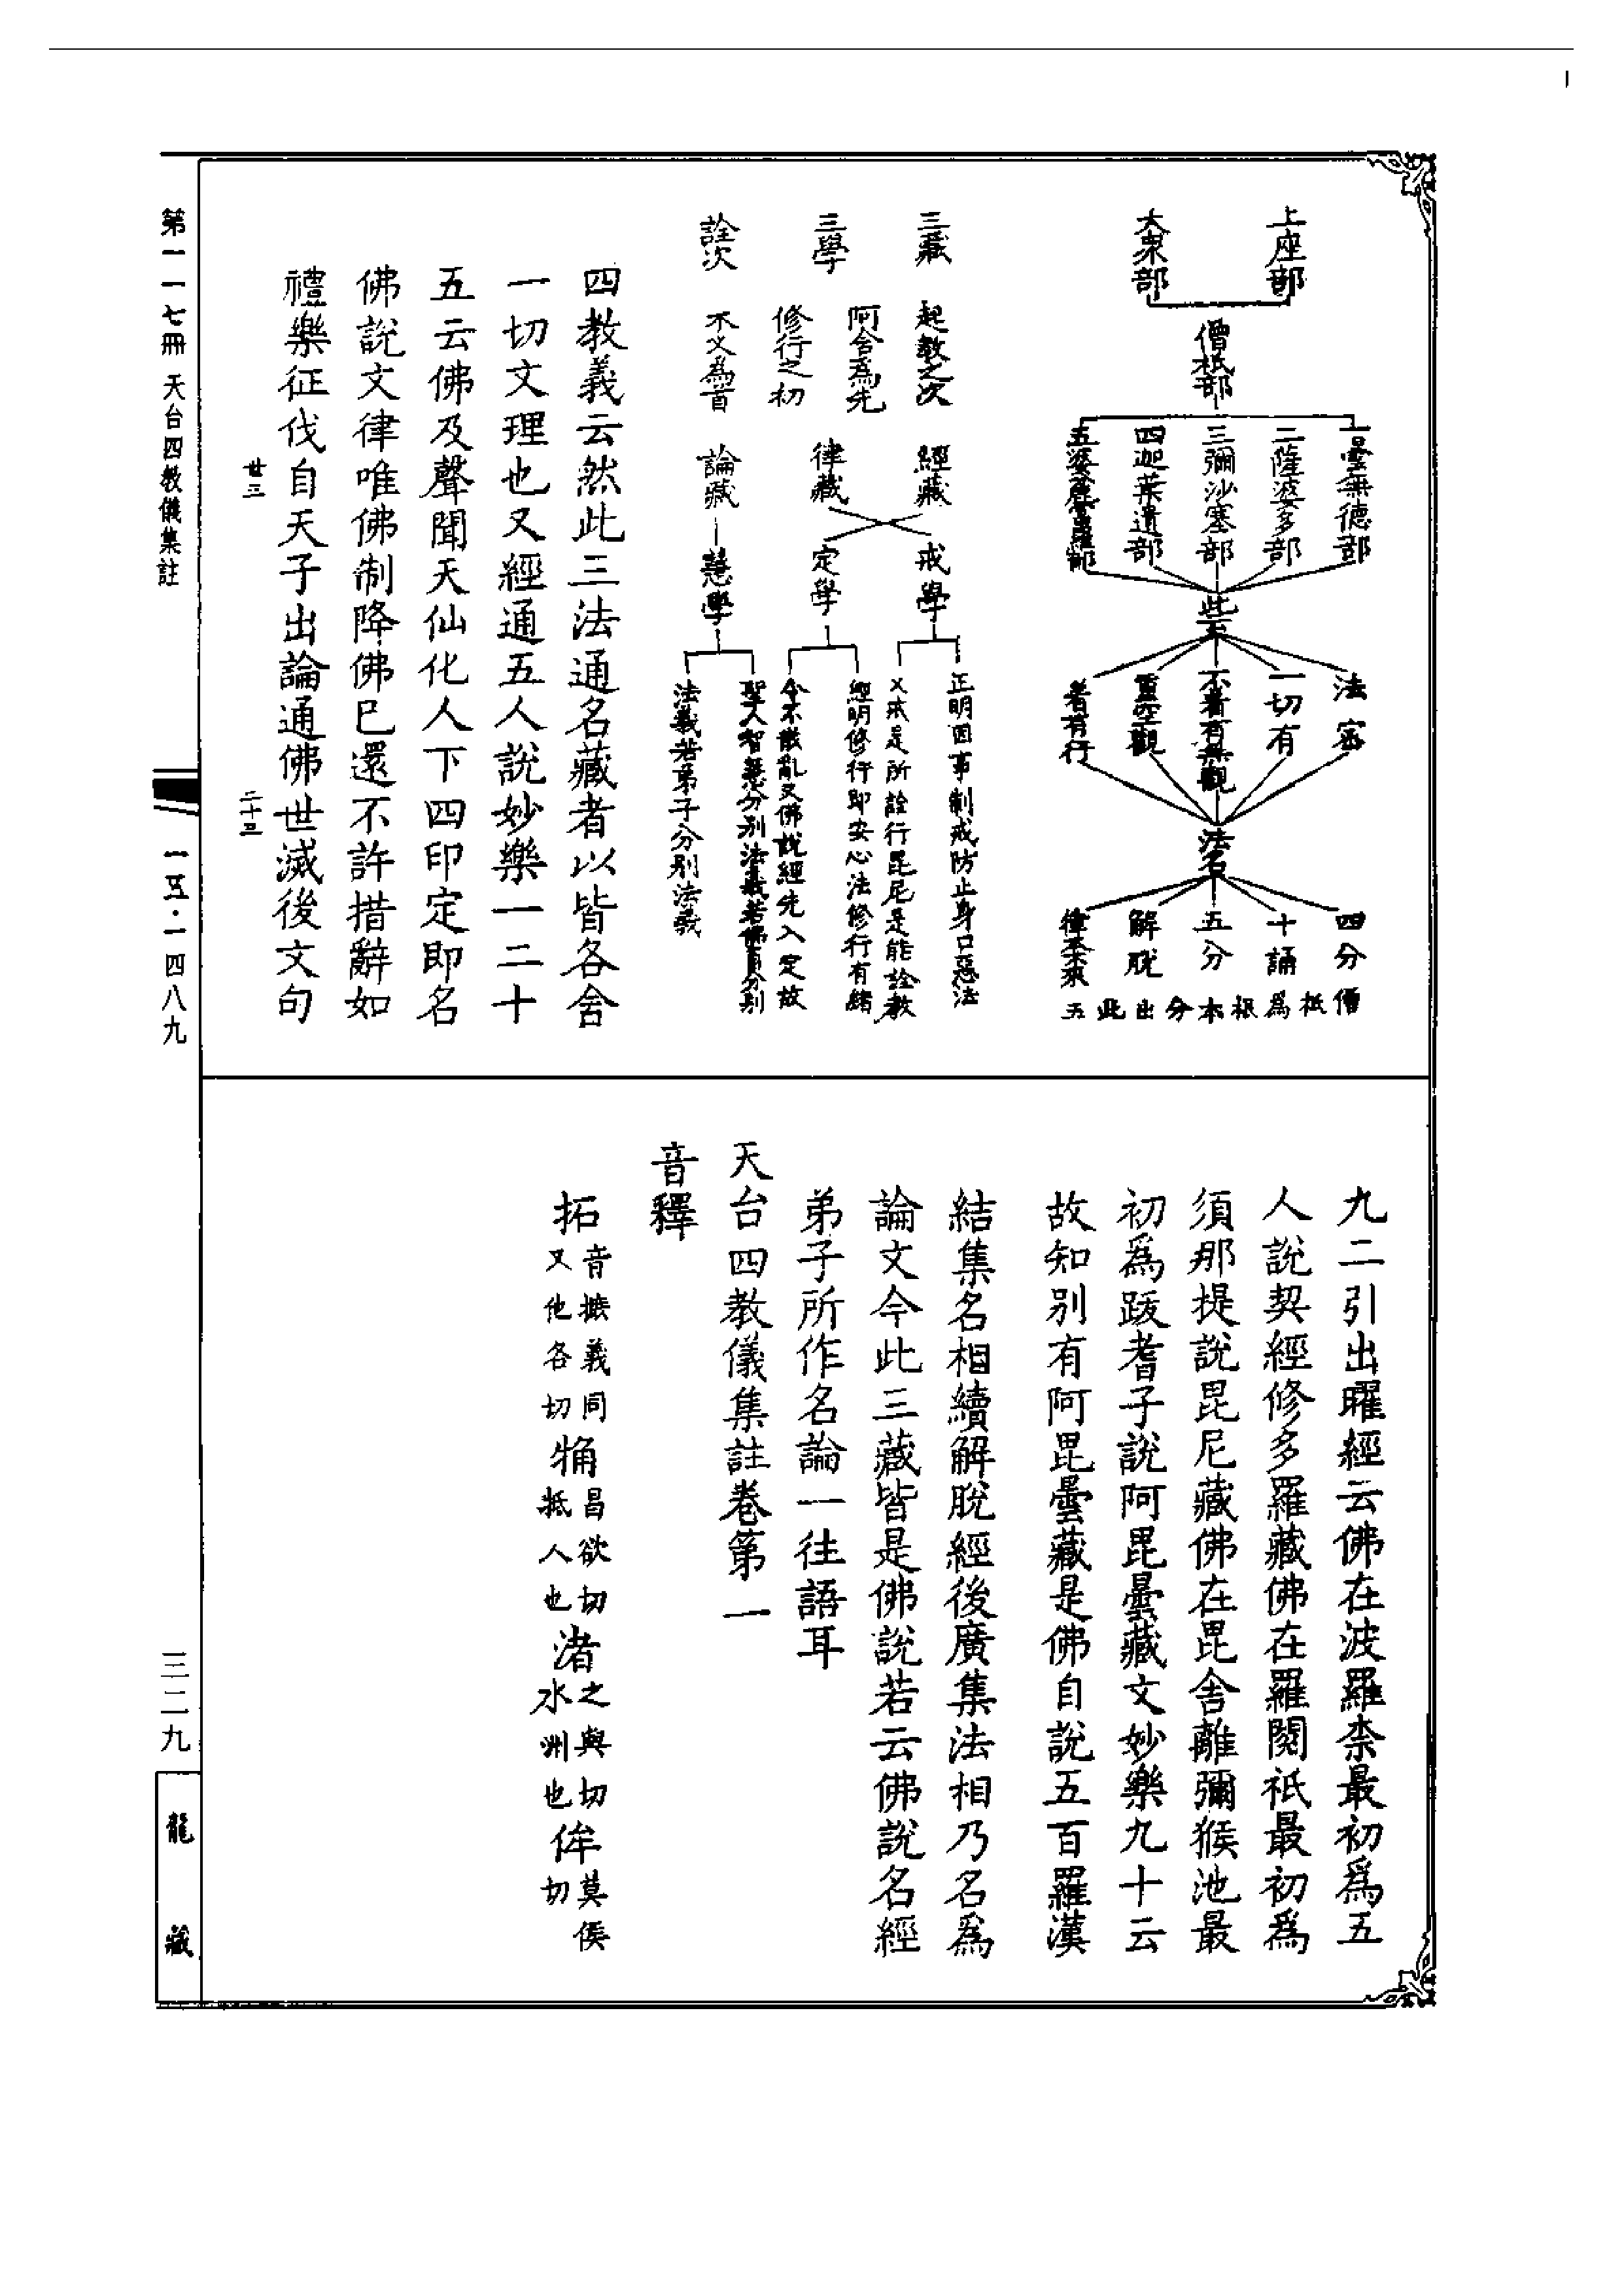 上座部
大眾部
僧祇部
一曇無德部
二薩婆多部
三彌沙塞部
四迦葉遺部
五婆麤富羅部
此云
法密
一切有
不著有無觀
重空觀
著有行
法名
四分
十誦
五分
解脫
律本未來
僧祇為根本分出此五
三藏
起教之次
經藏
戒學
正明因事制戒防止身口惡法
又戒是所詮行毘尼是能詮教
三學
阿含為先
修行之初
律藏
定學
經明修行即安心法修行有緒
令不散亂又佛說經先入定故
詮次
不又為首
論藏
慧學
聖人智慧分別法義若佛自分別
法義若弟子分別法義
四教義云然此三法通名藏者以皆各含
一切文理也又經通五人說妙樂一二十
五云佛及聲聞天仙化人下四印定即名
佛說文律唯佛制降佛已還不許措辭如
禮樂征伐自天子出論通佛世滅後文句
九二引出曜經云佛在波羅柰最初為五
人說契經修多羅藏佛在羅閱祇最初為
須那提說毘尼藏佛在毘舍離獼猴池最
初為跋耆子說阿毘曇藏文妙樂九十云
故知別有阿毘曇藏是佛自說五百羅漢
結集名相續解脫經後廣集法相乃名為
論文今此三藏皆是佛說若云佛說名經
弟子所作名論一往語耳
天台四教儀集註卷第一
音釋
拓音摭義同又他各切 觕昌欲切抵人也 渚之與切水洲也 侔莫侯切
第一一七冊 天台四教儀集註
廿三
二十三
一五·一四八九
三二九
龍藏